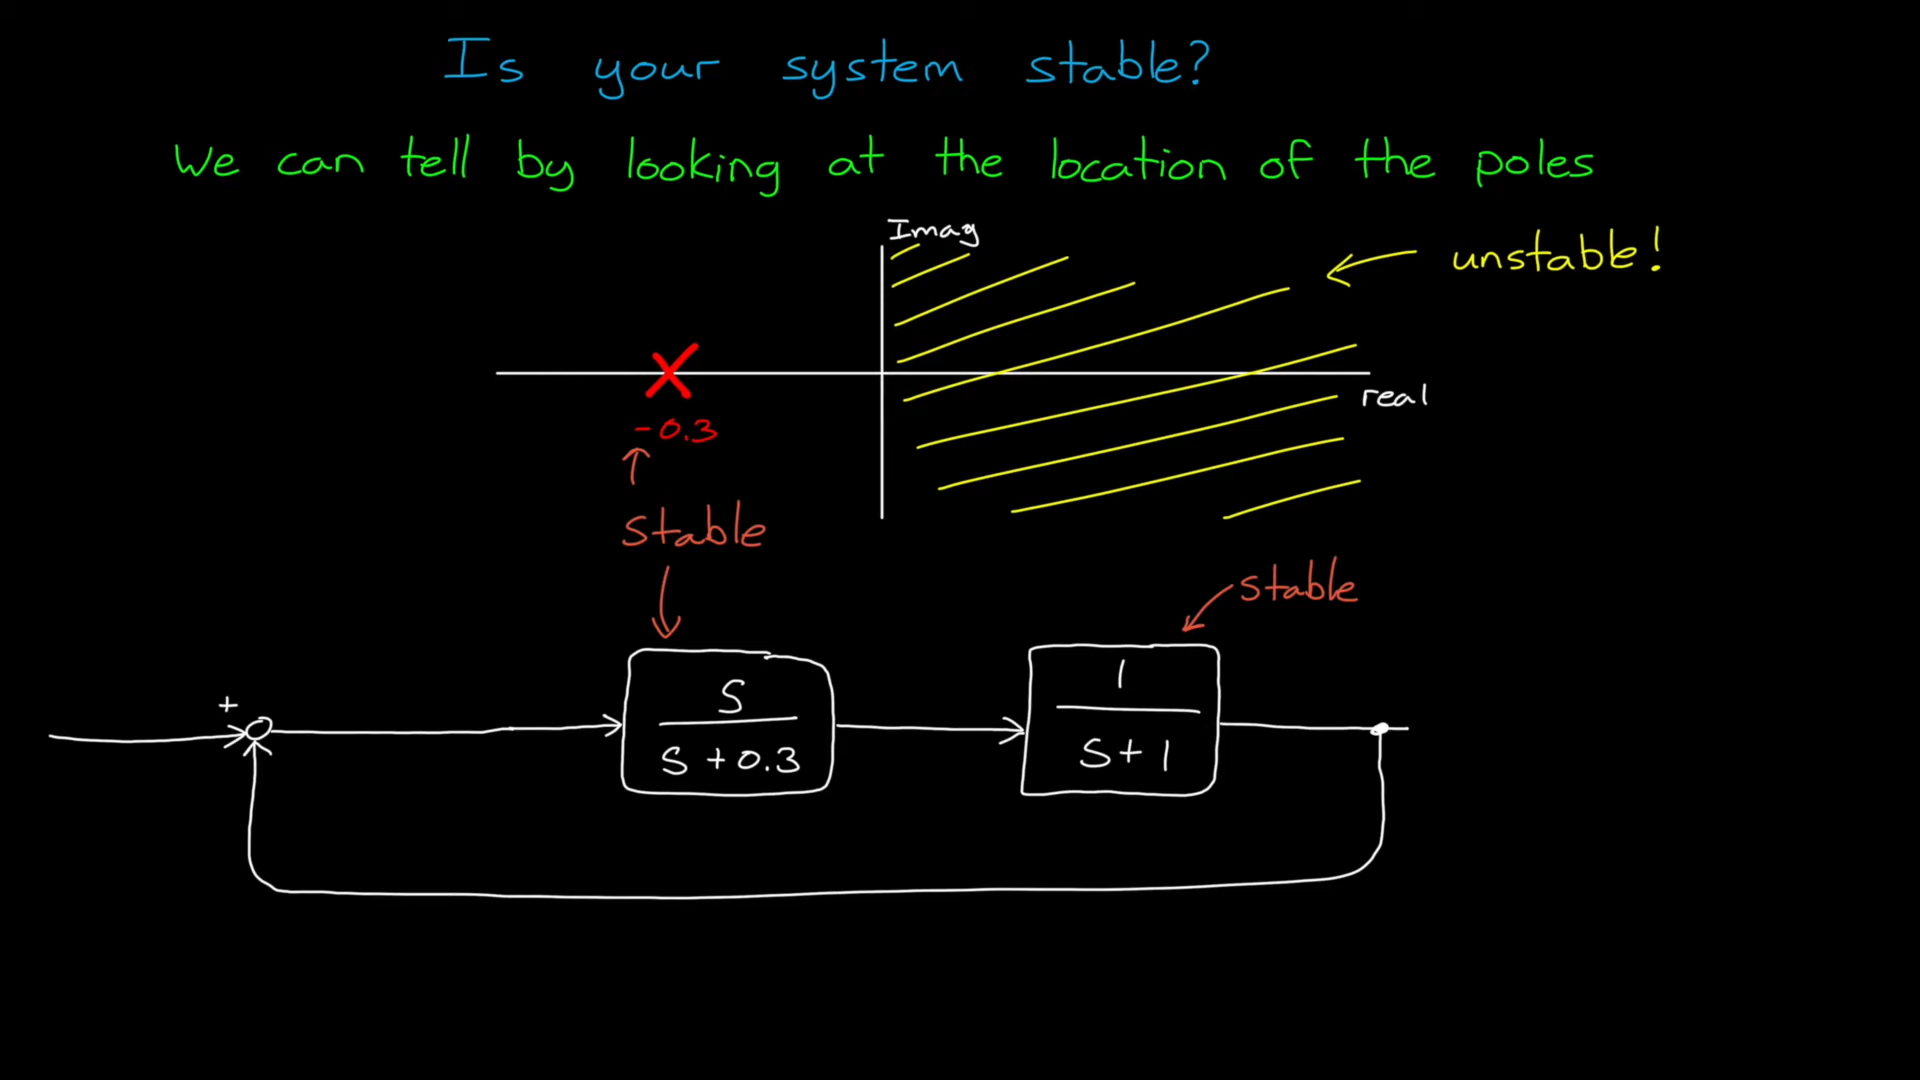 Is your system stable?
We can tell by looking at the location of the poles
Imag
unstable!
real
-0.3
stable
stable
+
S
S+0.3
1
S+1